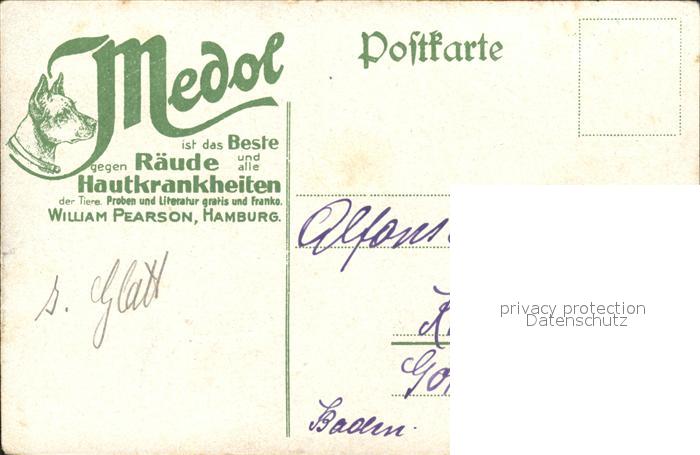 Medol
ist das Beste
gegen Räude und alle
Hautkrankheiten
der Tiere. Proben und Literatur gratis und Franko.
WILLIAM PEARSON, HAMBURG.
Postkarte
Alfons
Baden.
s. Glatt
privacy protection
Datenschutz